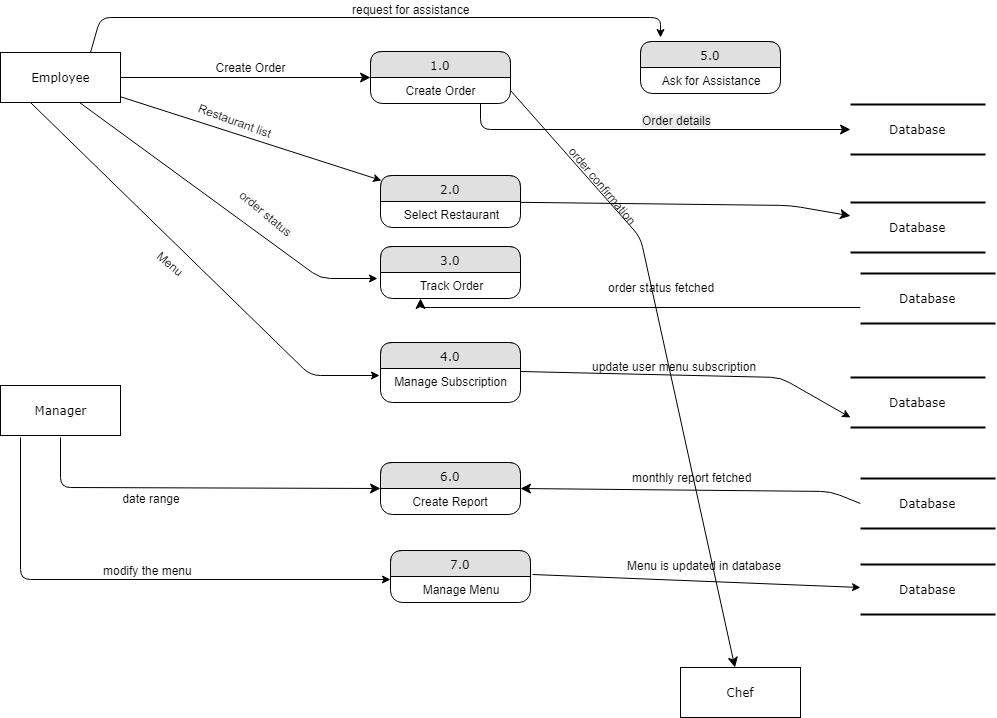 request for assistance
5.0
Ask for Assistance
Employee
Create Order
1.0
Create Order
Order details
Database
Restaurant list
order confirmation
2.0
Select Restaurant
Database
order status
3.0
Track Order
order status fetched
Database
Menu
4.0
Manage Subscription
update user menu subscription
Database
Manager
6.0
Create Report
date range
monthly report fetched
Database
7.0
Manage Menu
modify the menu
Menu is updated in database
Database
Chef